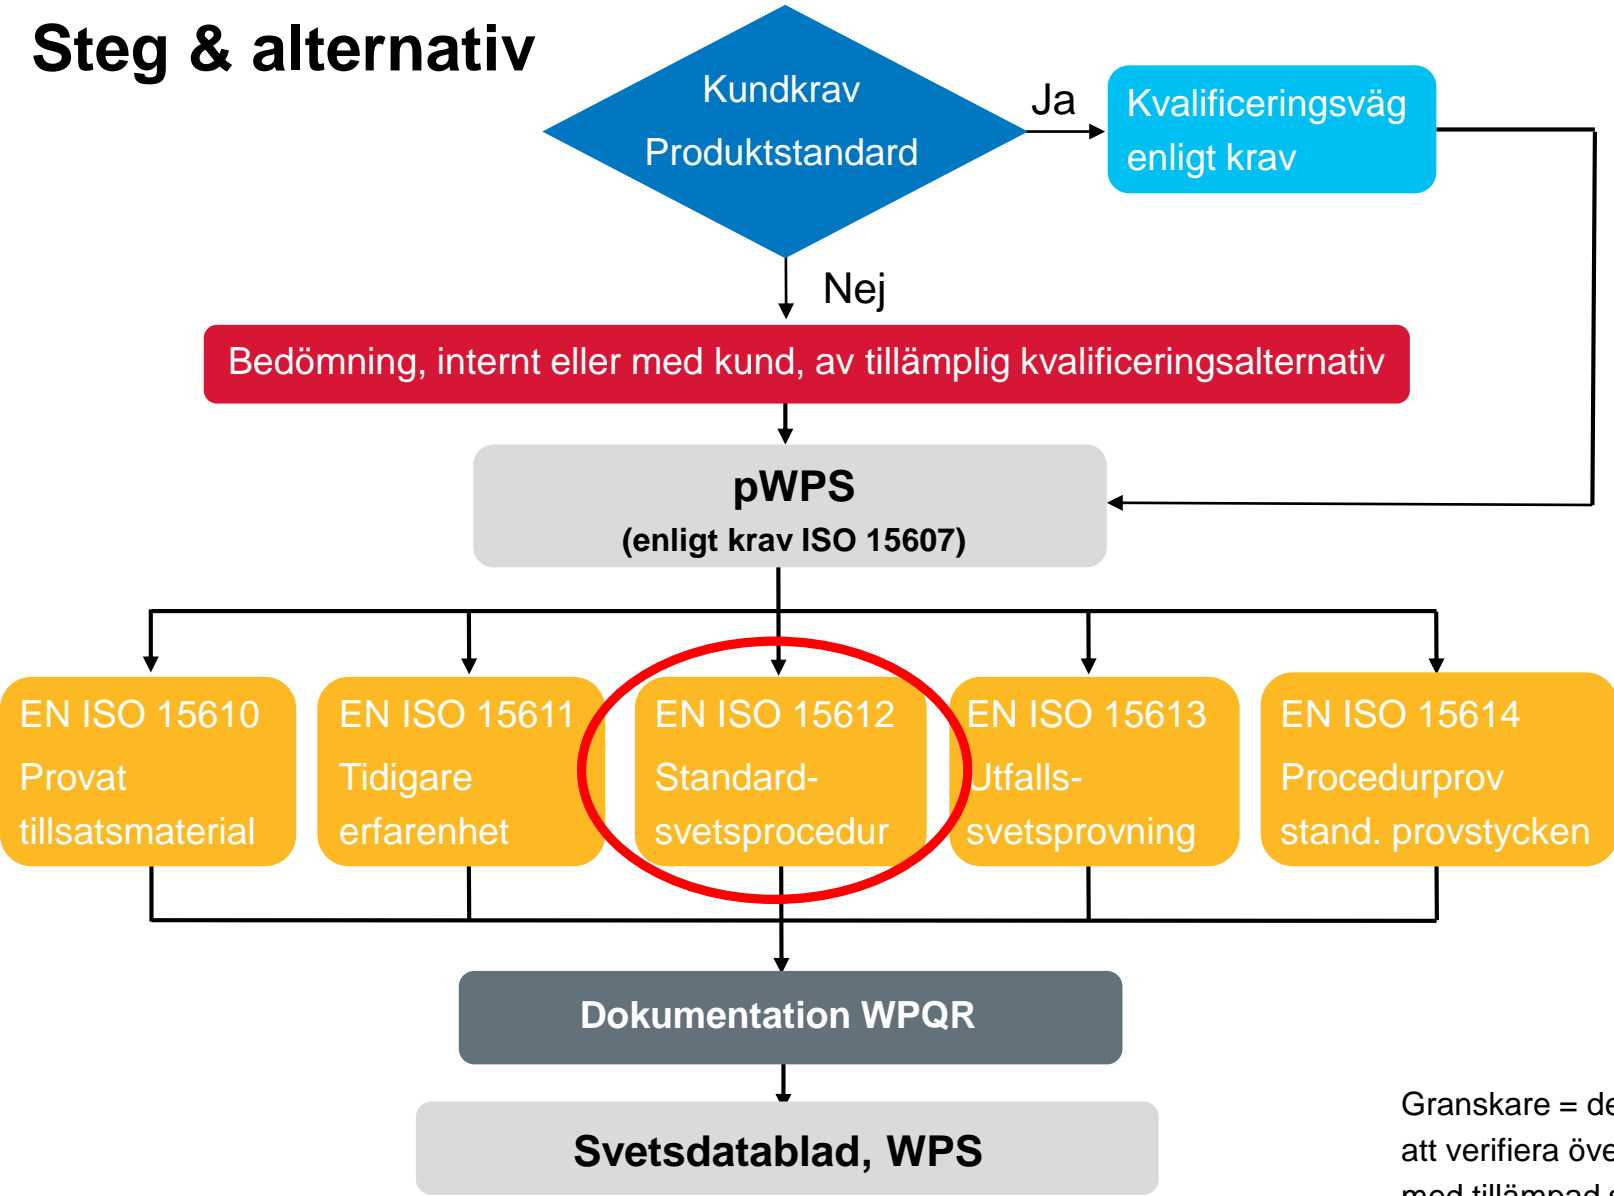 Steg & alternativ
Kundkrav
Produktstandard
Ja
Kvalificeringsväg
enligt krav
Nej
Bedömning, internt eller med kund, av tillämplig kvalificeringsalternativ
pWPS
(enligt krav ISO 15607)
EN ISO 15610
Provat
tillsatsmaterial
EN ISO 15611
Tidigare
erfarenhet
EN ISO 15612
Standard-
svetsprocedur
EN ISO 15613
Utfalls-
svetsprovning
EN ISO 15614
Procedurprov
stand. provstycken
Dokumentation WPQR
Svetsdatablad, WPS
Granskare =
att verifiera
med tillämpad